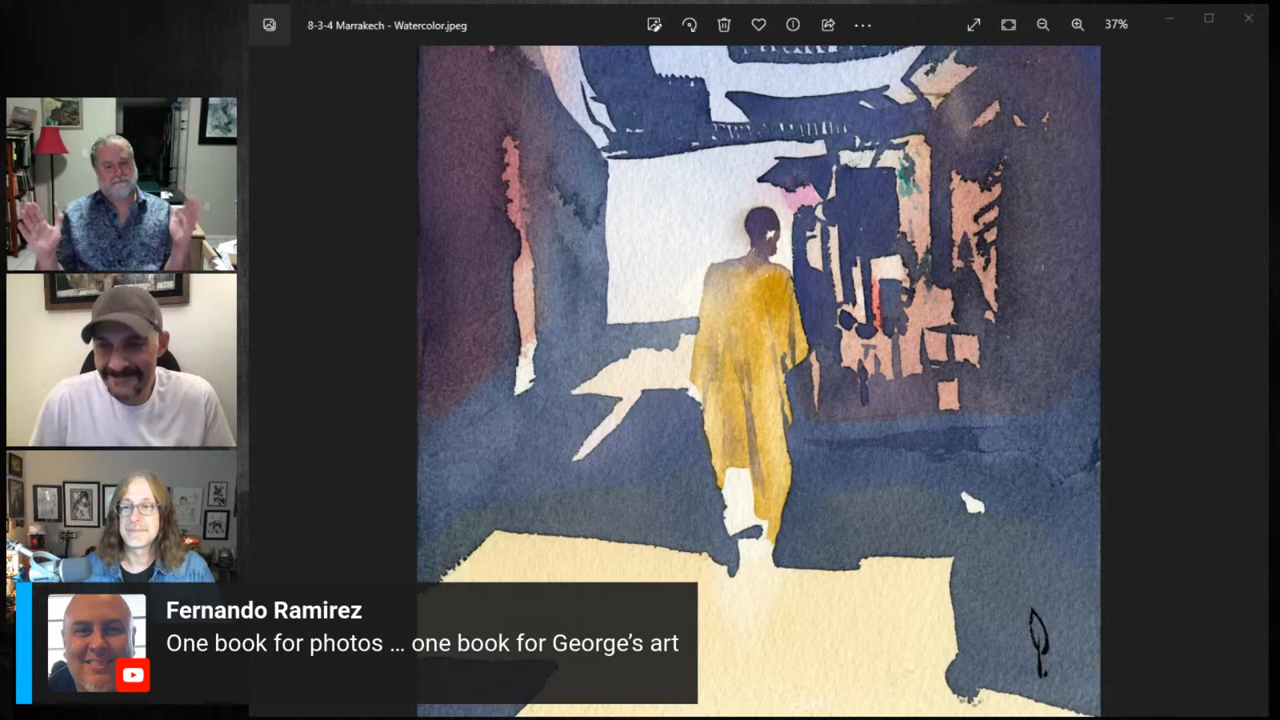 8-3-4 Marrakech - Watercolor.jpeg
37%
Fernando Ramirez
One book for photos ... one book for George's art